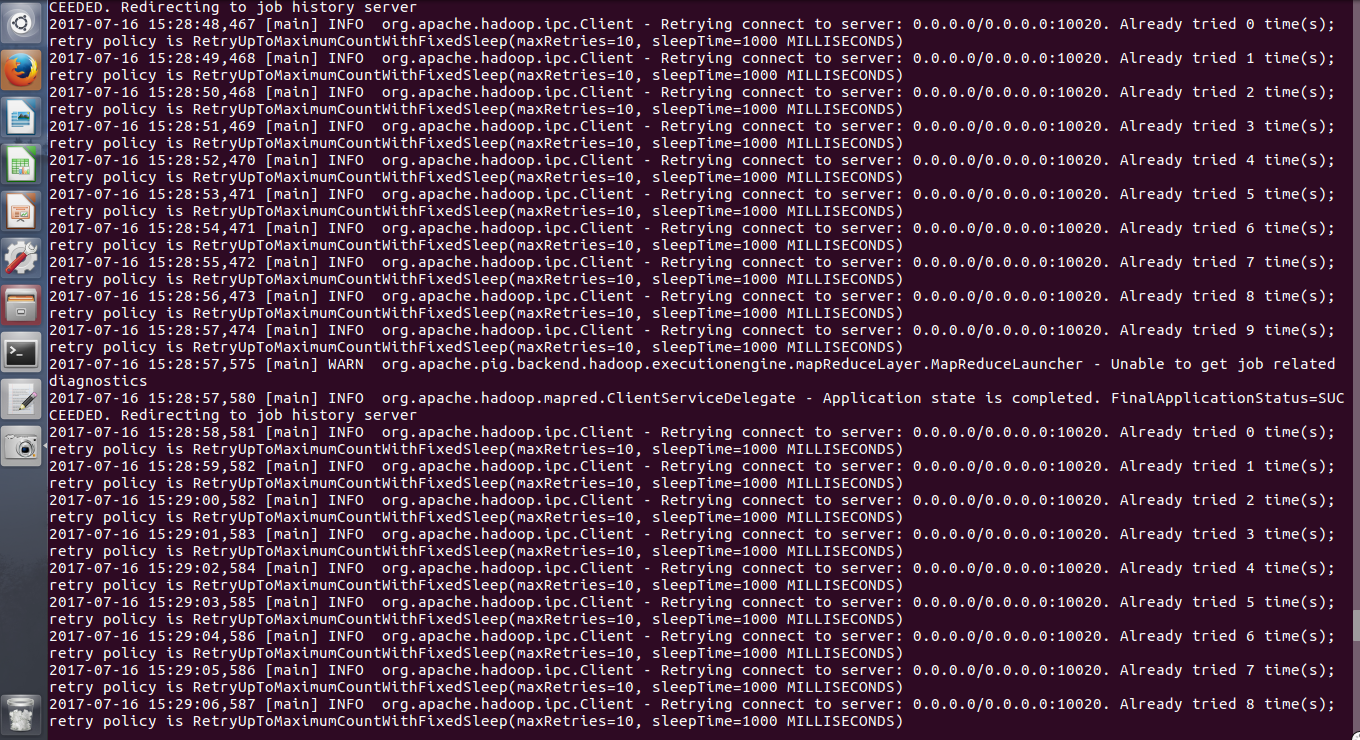 CEEDED. Redirecting to job history server
2017-07-16 15:28:48,467 [main] INFO  org.apache.hadoop.ipc.Client - Retrying connect to server: 0.0.0.0/0.0.0.0:10020. Already tried 0 time(s);
retry policy is RetryUpToMaximumCountWithFixedSleep(maxRetries=10, sleepTime=1000 MILLISECONDS)
2017-07-16 15:28:49,468 [main] INFO  org.apache.hadoop.ipc.Client - Retrying connect to server: 0.0.0.0/0.0.0.0:10020. Already tried 1 time(s);
retry policy is RetryUpToMaximumCountWithFixedSleep(maxRetries=10, sleepTime=1000 MILLISECONDS)
2017-07-16 15:28:50,468 [main] INFO  org.apache.hadoop.ipc.Client - Retrying connect to server: 0.0.0.0/0.0.0.0:10020. Already tried 2 time(s);
retry policy is RetryUpToMaximumCountWithFixedSleep(maxRetries=10, sleepTime=1000 MILLISECONDS)
2017-07-16 15:28:51,469 [main] INFO  org.apache.hadoop.ipc.Client - Retrying connect to server: 0.0.0.0/0.0.0.0:10020. Already tried 3 time(s);
retry policy is RetryUpToMaximumCountWithFixedSleep(maxRetries=10, sleepTime=1000 MILLISECONDS)
2017-07-16 15:28:52,470 [main] INFO  org.apache.hadoop.ipc.Client - Retrying connect to server: 0.0.0.0/0.0.0.0:10020. Already tried 4 time(s);
retry policy is RetryUpToMaximumCountWithFixedSleep(maxRetries=10, sleepTime=1000 MILLISECONDS)
2017-07-16 15:28:53,471 [main] INFO  org.apache.hadoop.ipc.Client - Retrying connect to server: 0.0.0.0/0.0.0.0:10020. Already tried 5 time(s);
retry policy is RetryUpToMaximumCountWithFixedSleep(maxRetries=10, sleepTime=1000 MILLISECONDS)
2017-07-16 15:28:54,471 [main] INFO  org.apache.hadoop.ipc.Client - Retrying connect to server: 0.0.0.0/0.0.0.0:10020. Already tried 6 time(s);
retry policy is RetryUpToMaximumCountWithFixedSleep(maxRetries=10, sleepTime=1000 MILLISECONDS)
2017-07-16 15:28:55,472 [main] INFO  org.apache.hadoop.ipc.Client - Retrying connect to server: 0.0.0.0/0.0.0.0:10020. Already tried 7 time(s);
retry policy is RetryUpToMaximumCountWithFixedSleep(maxRetries=10, sleepTime=1000 MILLISECONDS)
2017-07-16 15:28:56,473 [main] INFO  org.apache.hadoop.ipc.Client - Retrying connect to server: 0.0.0.0/0.0.0.0:10020. Already tried 8 time(s);
retry policy is RetryUpToMaximumCountWithFixedSleep(maxRetries=10, sleepTime=1000 MILLISECONDS)
2017-07-16 15:28:57,474 [main] INFO  org.apache.hadoop.ipc.Client - Retrying connect to server: 0.0.0.0/0.0.0.0:10020. Already tried 9 time(s);
retry policy is RetryUpToMaximumCountWithFixedSleep(maxRetries=10, sleepTime=1000 MILLISECONDS)
2017-07-16 15:28:57,575 [main] WARN  org.apache.pig.backend.hadoop.executionengine.mapReduceLayer.MapReduceLauncher - Unable to get job related
diagnostics
2017-07-16 15:28:57,580 [main] INFO  org.apache.hadoop.mapred.ClientServiceDelegate - Application state is completed. FinalApplicationStatus=SUC
CEEDED. Redirecting to job history server
2017-07-16 15:28:58,581 [main] INFO  org.apache.hadoop.ipc.Client - Retrying connect to server: 0.0.0.0/0.0.0.0:10020. Already tried 0 time(s);
retry policy is RetryUpToMaximumCountWithFixedSleep(maxRetries=10, sleepTime=1000 MILLISECONDS)
2017-07-16 15:28:59,582 [main] INFO  org.apache.hadoop.ipc.Client - Retrying connect to server: 0.0.0.0/0.0.0.0:10020. Already tried 1 time(s);
retry policy is RetryUpToMaximumCountWithFixedSleep(maxRetries=10, sleepTime=1000 MILLISECONDS)
2017-07-16 15:29:00,582 [main] INFO  org.apache.hadoop.ipc.Client - Retrying connect to server: 0.0.0.0/0.0.0.0:10020. Already tried 2 time(s);
retry policy is RetryUpToMaximumCountWithFixedSleep(maxRetries=10, sleepTime=1000 MILLISECONDS)
2017-07-16 15:29:01,583 [main] INFO  org.apache.hadoop.ipc.Client - Retrying connect to server: 0.0.0.0/0.0.0.0:10020. Already tried 3 time(s);
retry policy is RetryUpToMaximumCountWithFixedSleep(maxRetries=10, sleepTime=1000 MILLISECONDS)
2017-07-16 15:29:02,584 [main] INFO  org.apache.hadoop.ipc.Client - Retrying connect to server: 0.0.0.0/0.0.0.0:10020. Already tried 4 time(s);
retry policy is RetryUpToMaximumCountWithFixedSleep(maxRetries=10, sleepTime=1000 MILLISECONDS)
2017-07-16 15:29:03,585 [main] INFO  org.apache.hadoop.ipc.Client - Retrying connect to server: 0.0.0.0/0.0.0.0:10020. Already tried 5 time(s);
retry policy is RetryUpToMaximumCountWithFixedSleep(maxRetries=10, sleepTime=1000 MILLISECONDS)
2017-07-16 15:29:04,586 [main] INFO  org.apache.hadoop.ipc.Client - Retrying connect to server: 0.0.0.0/0.0.0.0:10020. Already tried 6 time(s);
retry policy is RetryUpToMaximumCountWithFixedSleep(maxRetries=10, sleepTime=1000 MILLISECONDS)
2017-07-16 15:29:05,586 [main] INFO  org.apache.hadoop.ipc.Client - Retrying connect to server: 0.0.0.0/0.0.0.0:10020. Already tried 7 time(s);
retry policy is RetryUpToMaximumCountWithFixedSleep(maxRetries=10, sleepTime=1000 MILLISECONDS)
2017-07-16 15:29:06,587 [main] INFO  org.apache.hadoop.ipc.Client - Retrying connect to server: 0.0.0.0/0.0.0.0:10020. Already tried 8 time(s);
retry policy is RetryUpToMaximumCountWithFixedSleep(maxRetries=10, sleepTime=1000 MILLISECONDS)